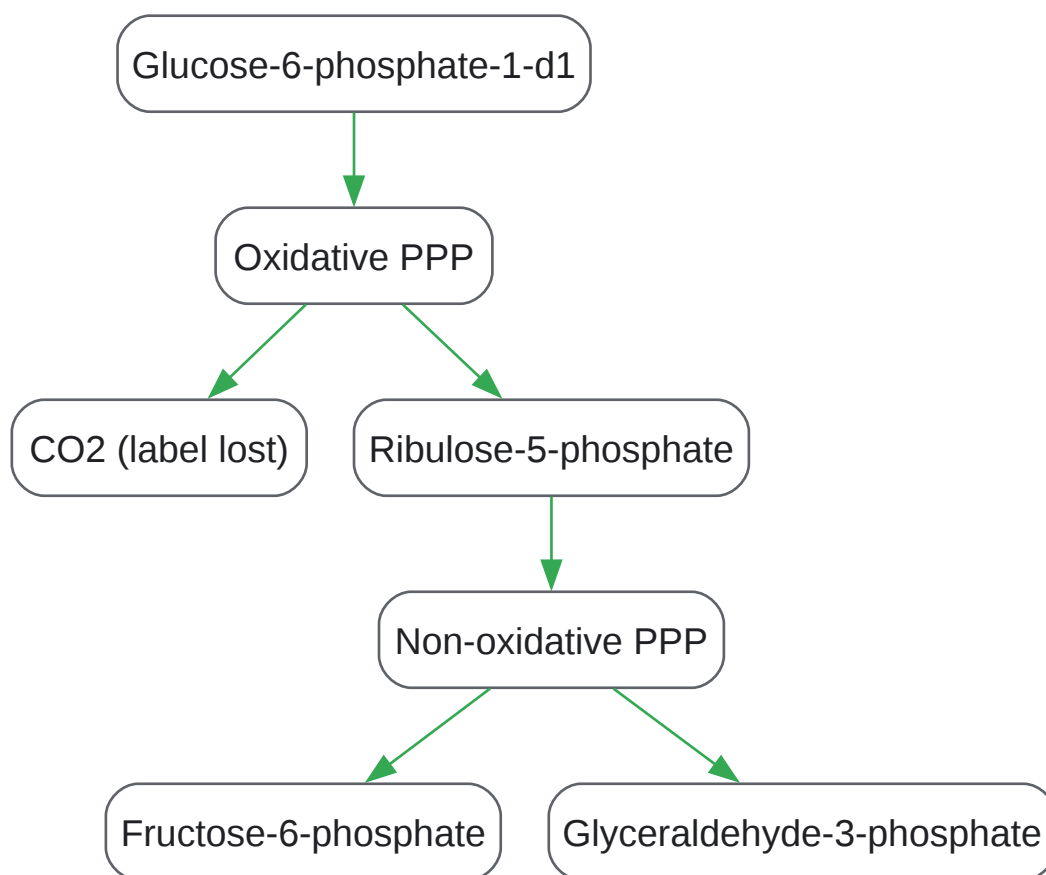 Glucose-6-phosphate-1-d1
Oxidative PPP
CO2 (label lost)
Ribulose-5-phosphate
Non-oxidative PPP
Fructose-6-phosphate
Glyceraldehyde-3-phosphate